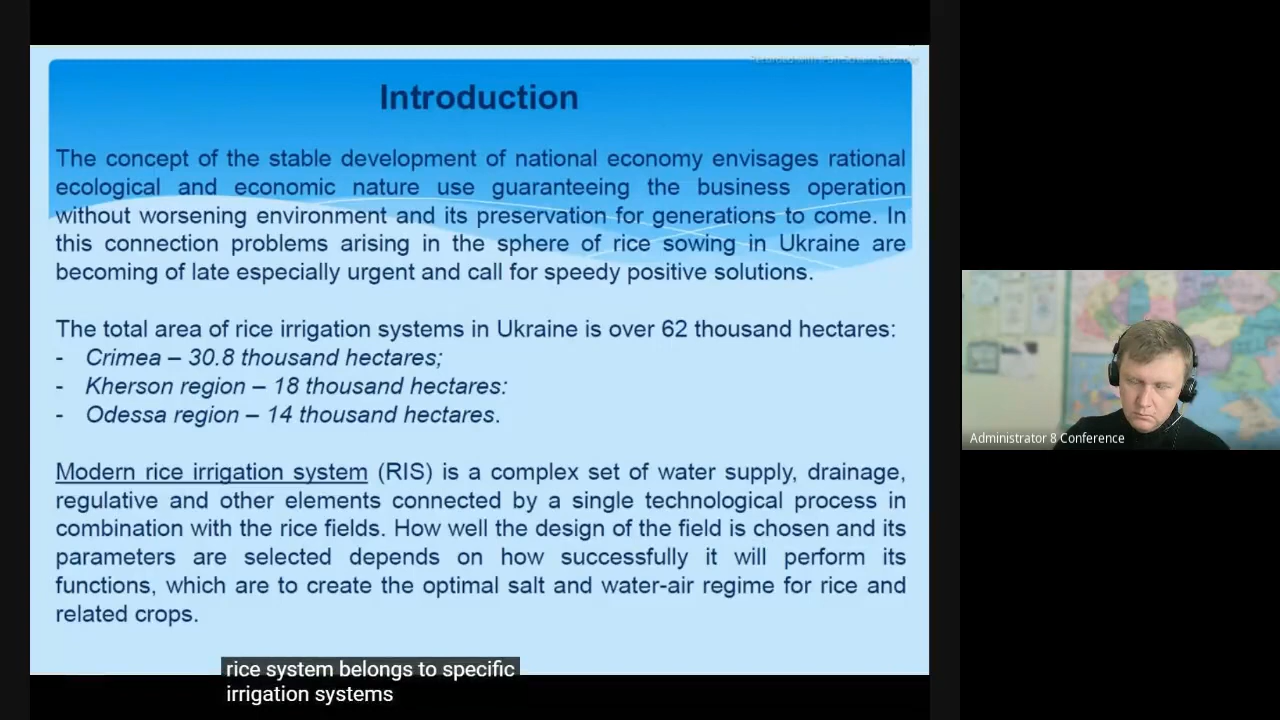 Recorded with iFun Screen Recorder
Introduction
The concept of the stable development of national economy envisages rational
ecological and economic nature use guaranteeing the business operation
without worsening environment and its preservation for generations to come. In
this connection problems arising in the sphere of rice sowing in Ukraine are
becoming of late especially urgent and call for speedy positive solutions.
The total area of rice irrigation systems in Ukraine is over 62 thousand hectares:
- Crimea – 30.8 thousand hectares;
- Kherson region – 18 thousand hectares:
- Odessa region – 14 thousand hectares.
Modern rice irrigation system (RIS) is a complex set of water supply, drainage,
regulative and other elements connected by a single technological process in
combination with the rice fields. How well the design of the field is chosen and its
parameters are selected depends on how successfully it will perform its
functions, which are to create the optimal salt and water-air regime for rice and
related crops.
rice system belongs to specific
irrigation systems
Administrator 8 Conference